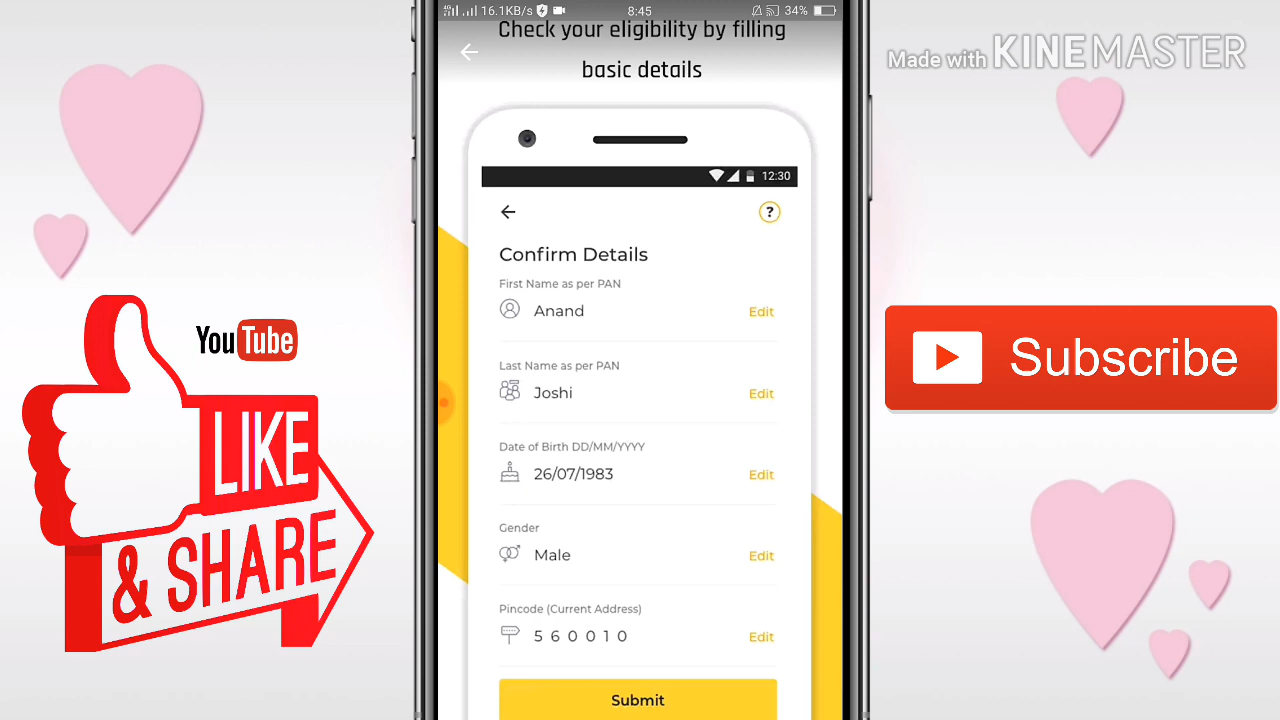 16.1KB/s 8:45 34%
Check your eligibility by filling
basic details
Made with KINEMASTER
12:30
?
Confirm Details
First Name as per PAN
Anand Edit
Last Name as per PAN
Joshi Edit
Date of Birth DD/MM/YYYY
26/07/1983 Edit
Gender
Male Edit
Pincode (Current Address)
5 6 0 0 1 0 Edit
Submit
YouTube
LIKE
& SHARE
Subscribe